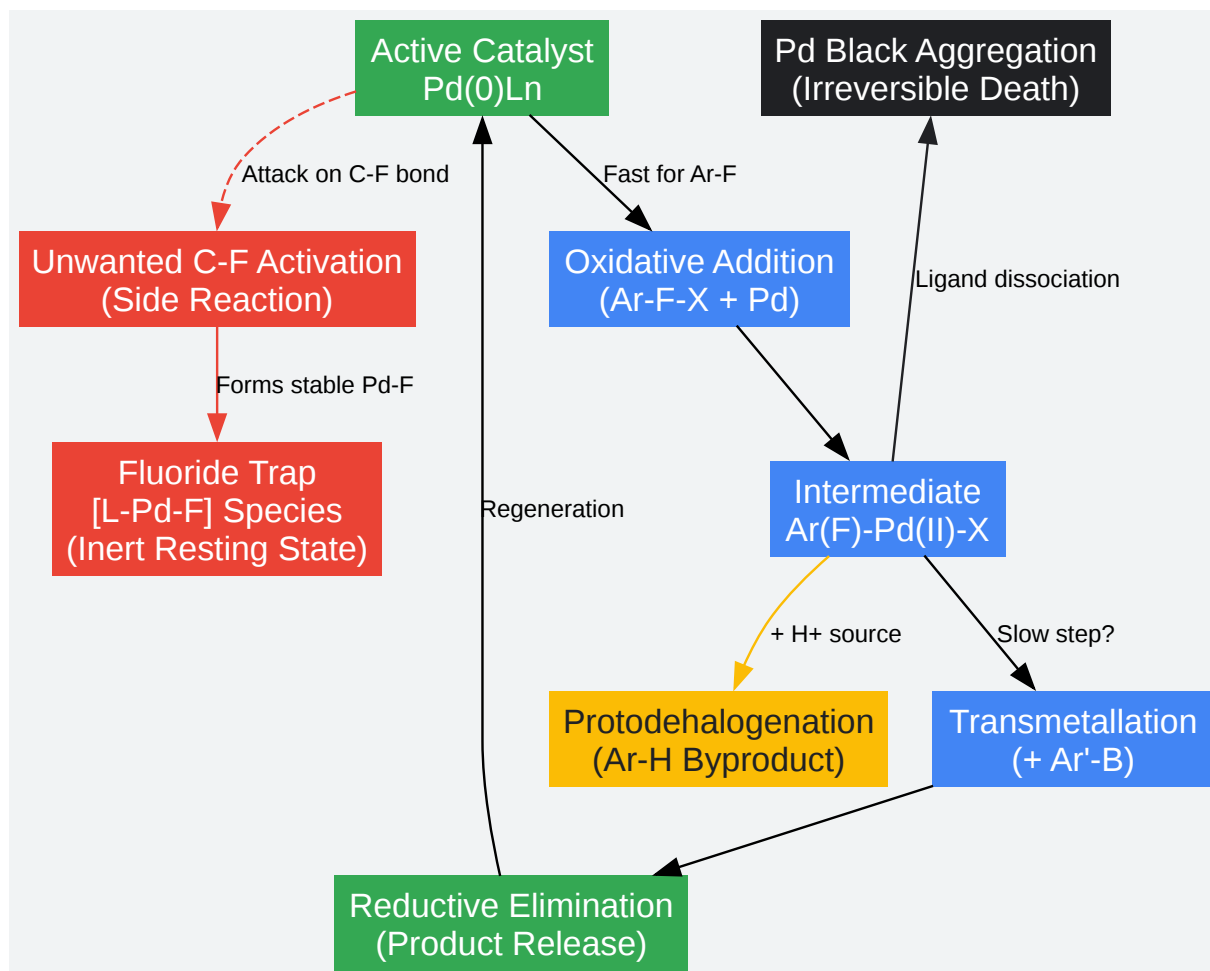 Active Catalyst
Pd(0)Ln
Pd Black Aggregation
(Irreversible Death)
Attack on C-F bond
Fast for Ar-F
Unwanted C-F Activation
(Side Reaction)
Oxidative Addition
(Ar-F-X + Pd)
Ligand dissociation
Forms stable Pd-F
Fluoride Trap
[L-Pd-F] Species
(Inert Resting State)
Regeneration
Intermediate
Ar(F)-Pd(II)-X
+ H+ source
Slow step?
Protodehalogenation
(Ar-H Byproduct)
Transmetallation
(+ Ar'-B)
Reductive Elimination
(Product Release)